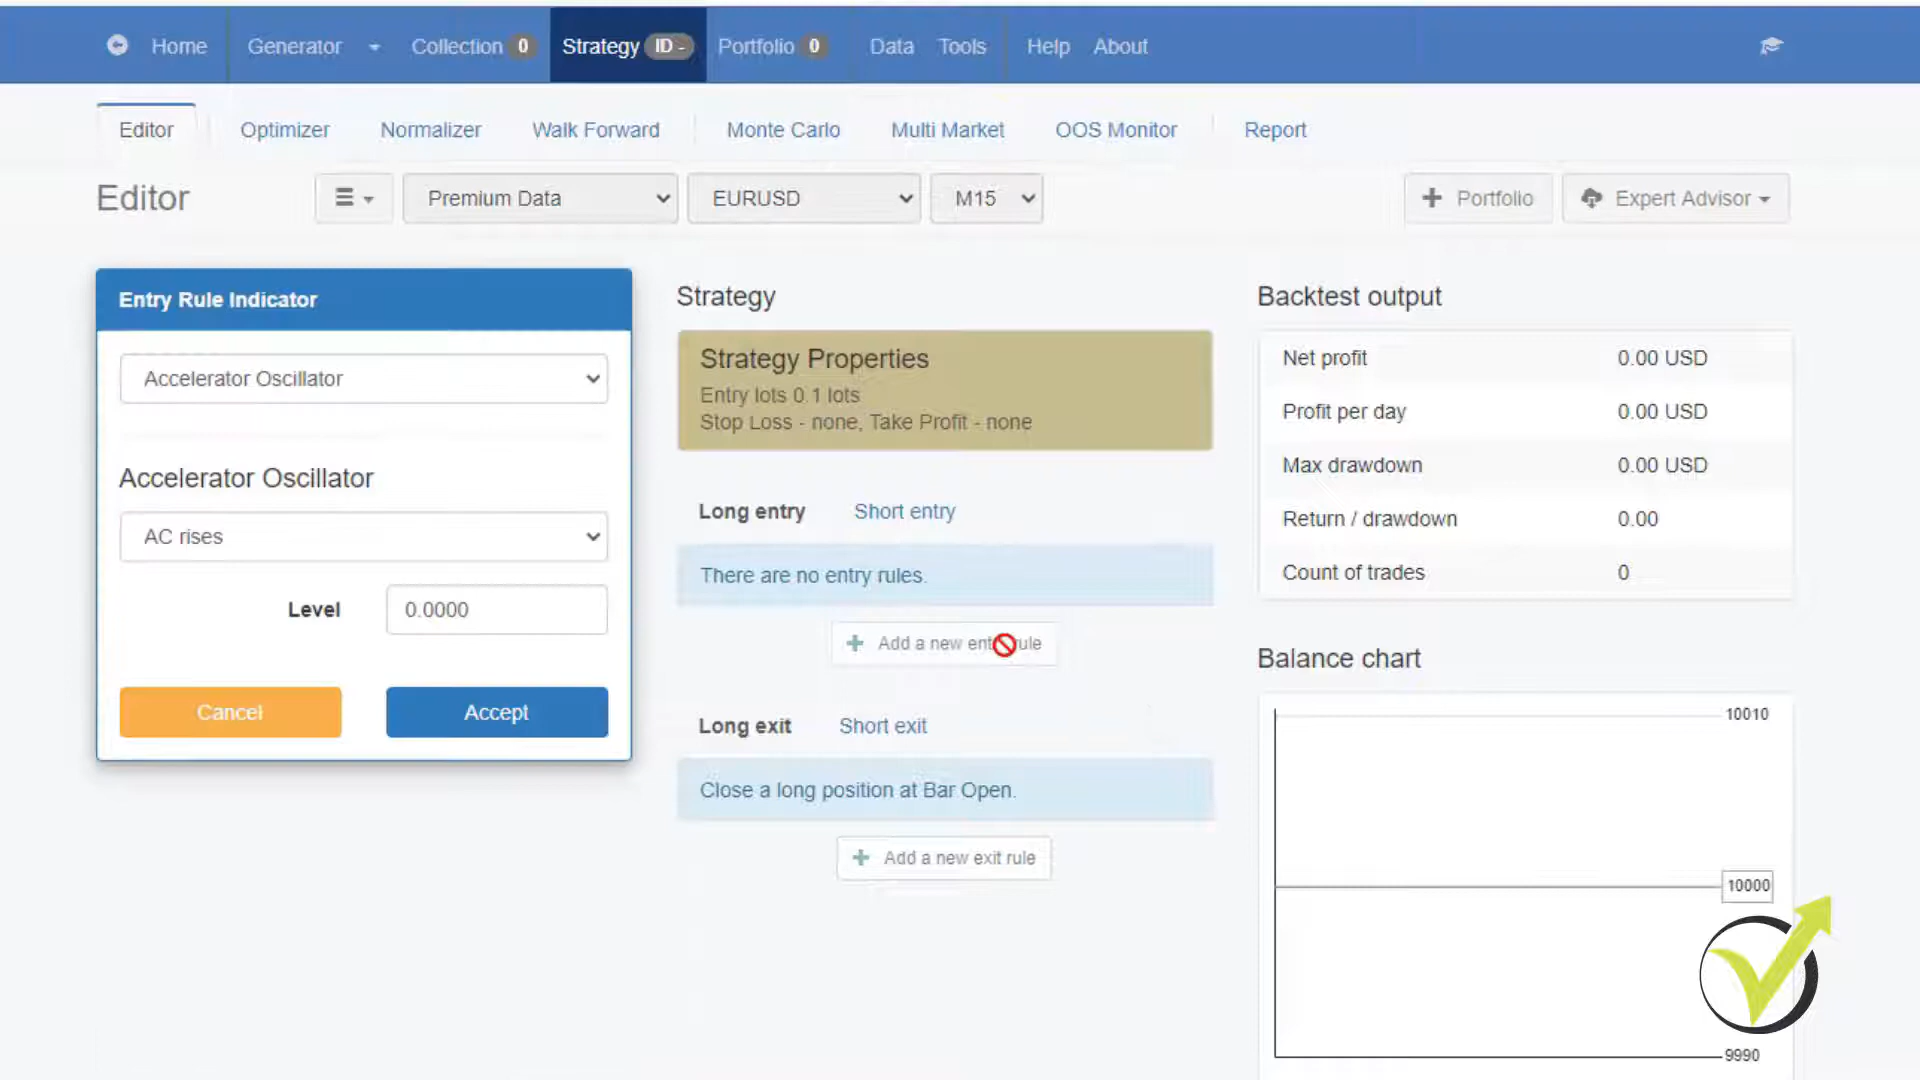 Home Generator Collection 0 Strategy ID - Portfolio 0 Data Tools Help About
Editor Optimizer Normalizer Walk Forward Monte Carlo Multi Market OOS Monitor Report
Editor Premium Data EURUSD M15 Portfolio Expert Advisor
Entry Rule Indicator
Accelerator Oscillator
Accelerator Oscillator
AC rises
Level 0.0000
Cancel Accept
Strategy
Strategy Properties
Entry lots 0.1 lots
Stop Loss - none, Take Profit - none
Long entry Short entry
There are no entry rules.
Add a new rule
Long exit Short exit
Close a long position at Bar Open.
Add a new exit rule
Backtest output
Net profit 0.00 USD
Profit per day 0.00 USD
Max drawdown 0.00 USD
Return / drawdown 0.00
Count of trades 0
Balance chart
10010
10000
9990